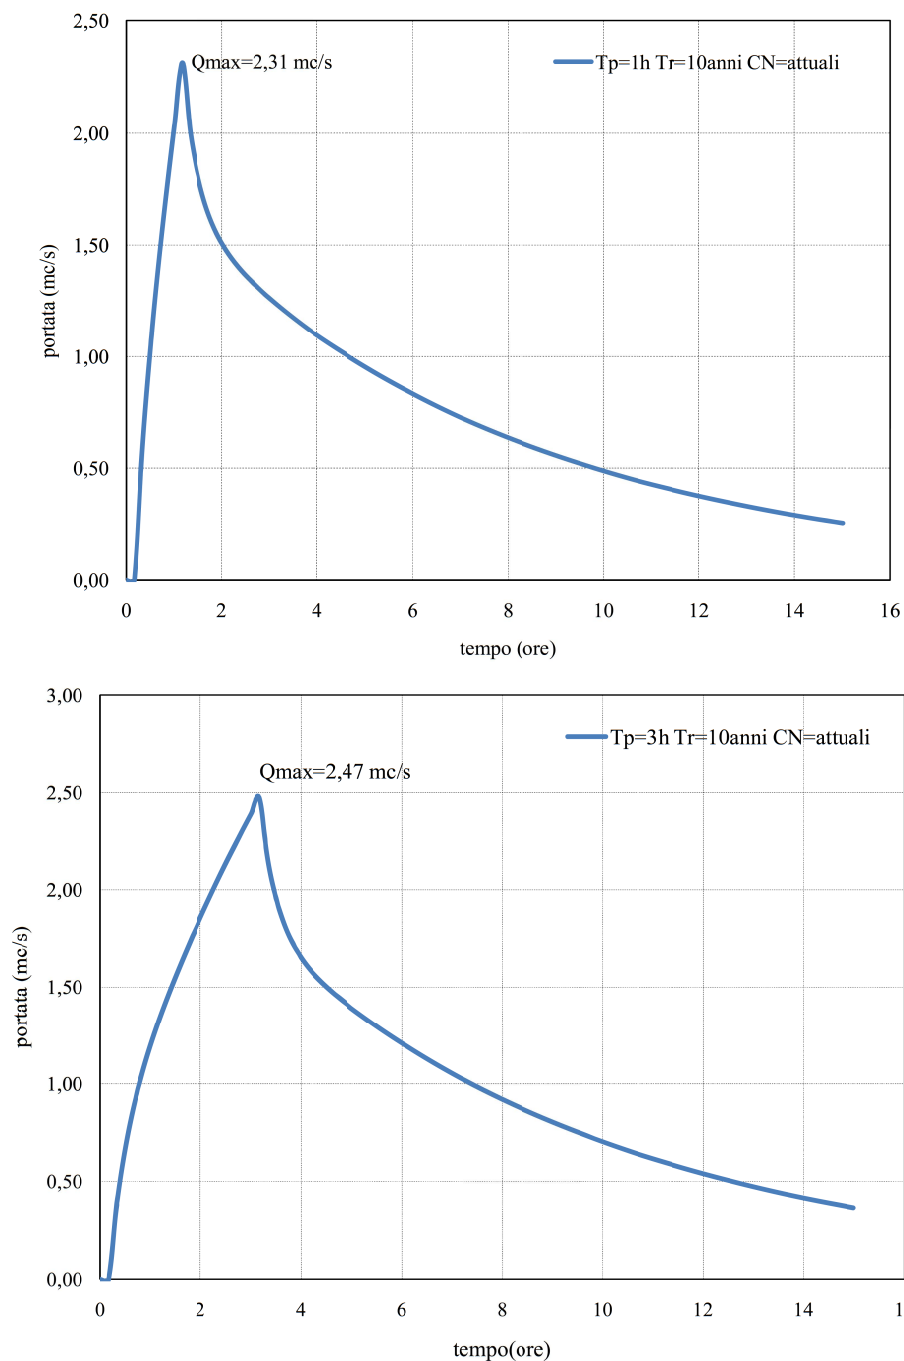 2,50
Qmax=2,31 mc/s
Tp=1h Tr=10anni CN=attuali
2,00
1,50
portata (mc/s)
1,00
0,50
0,00
0 2 4 6 8 10 12 14 16
tempo (ore)
3,00
Tp=3h Tr=10anni CN=attuali
Qmax=2,47 mc/s
2,50
2,00
1,50
portata (mc/s)
1,00
0,50
0,00
0 2 4 6 8 10 12 14
tempo(ore)